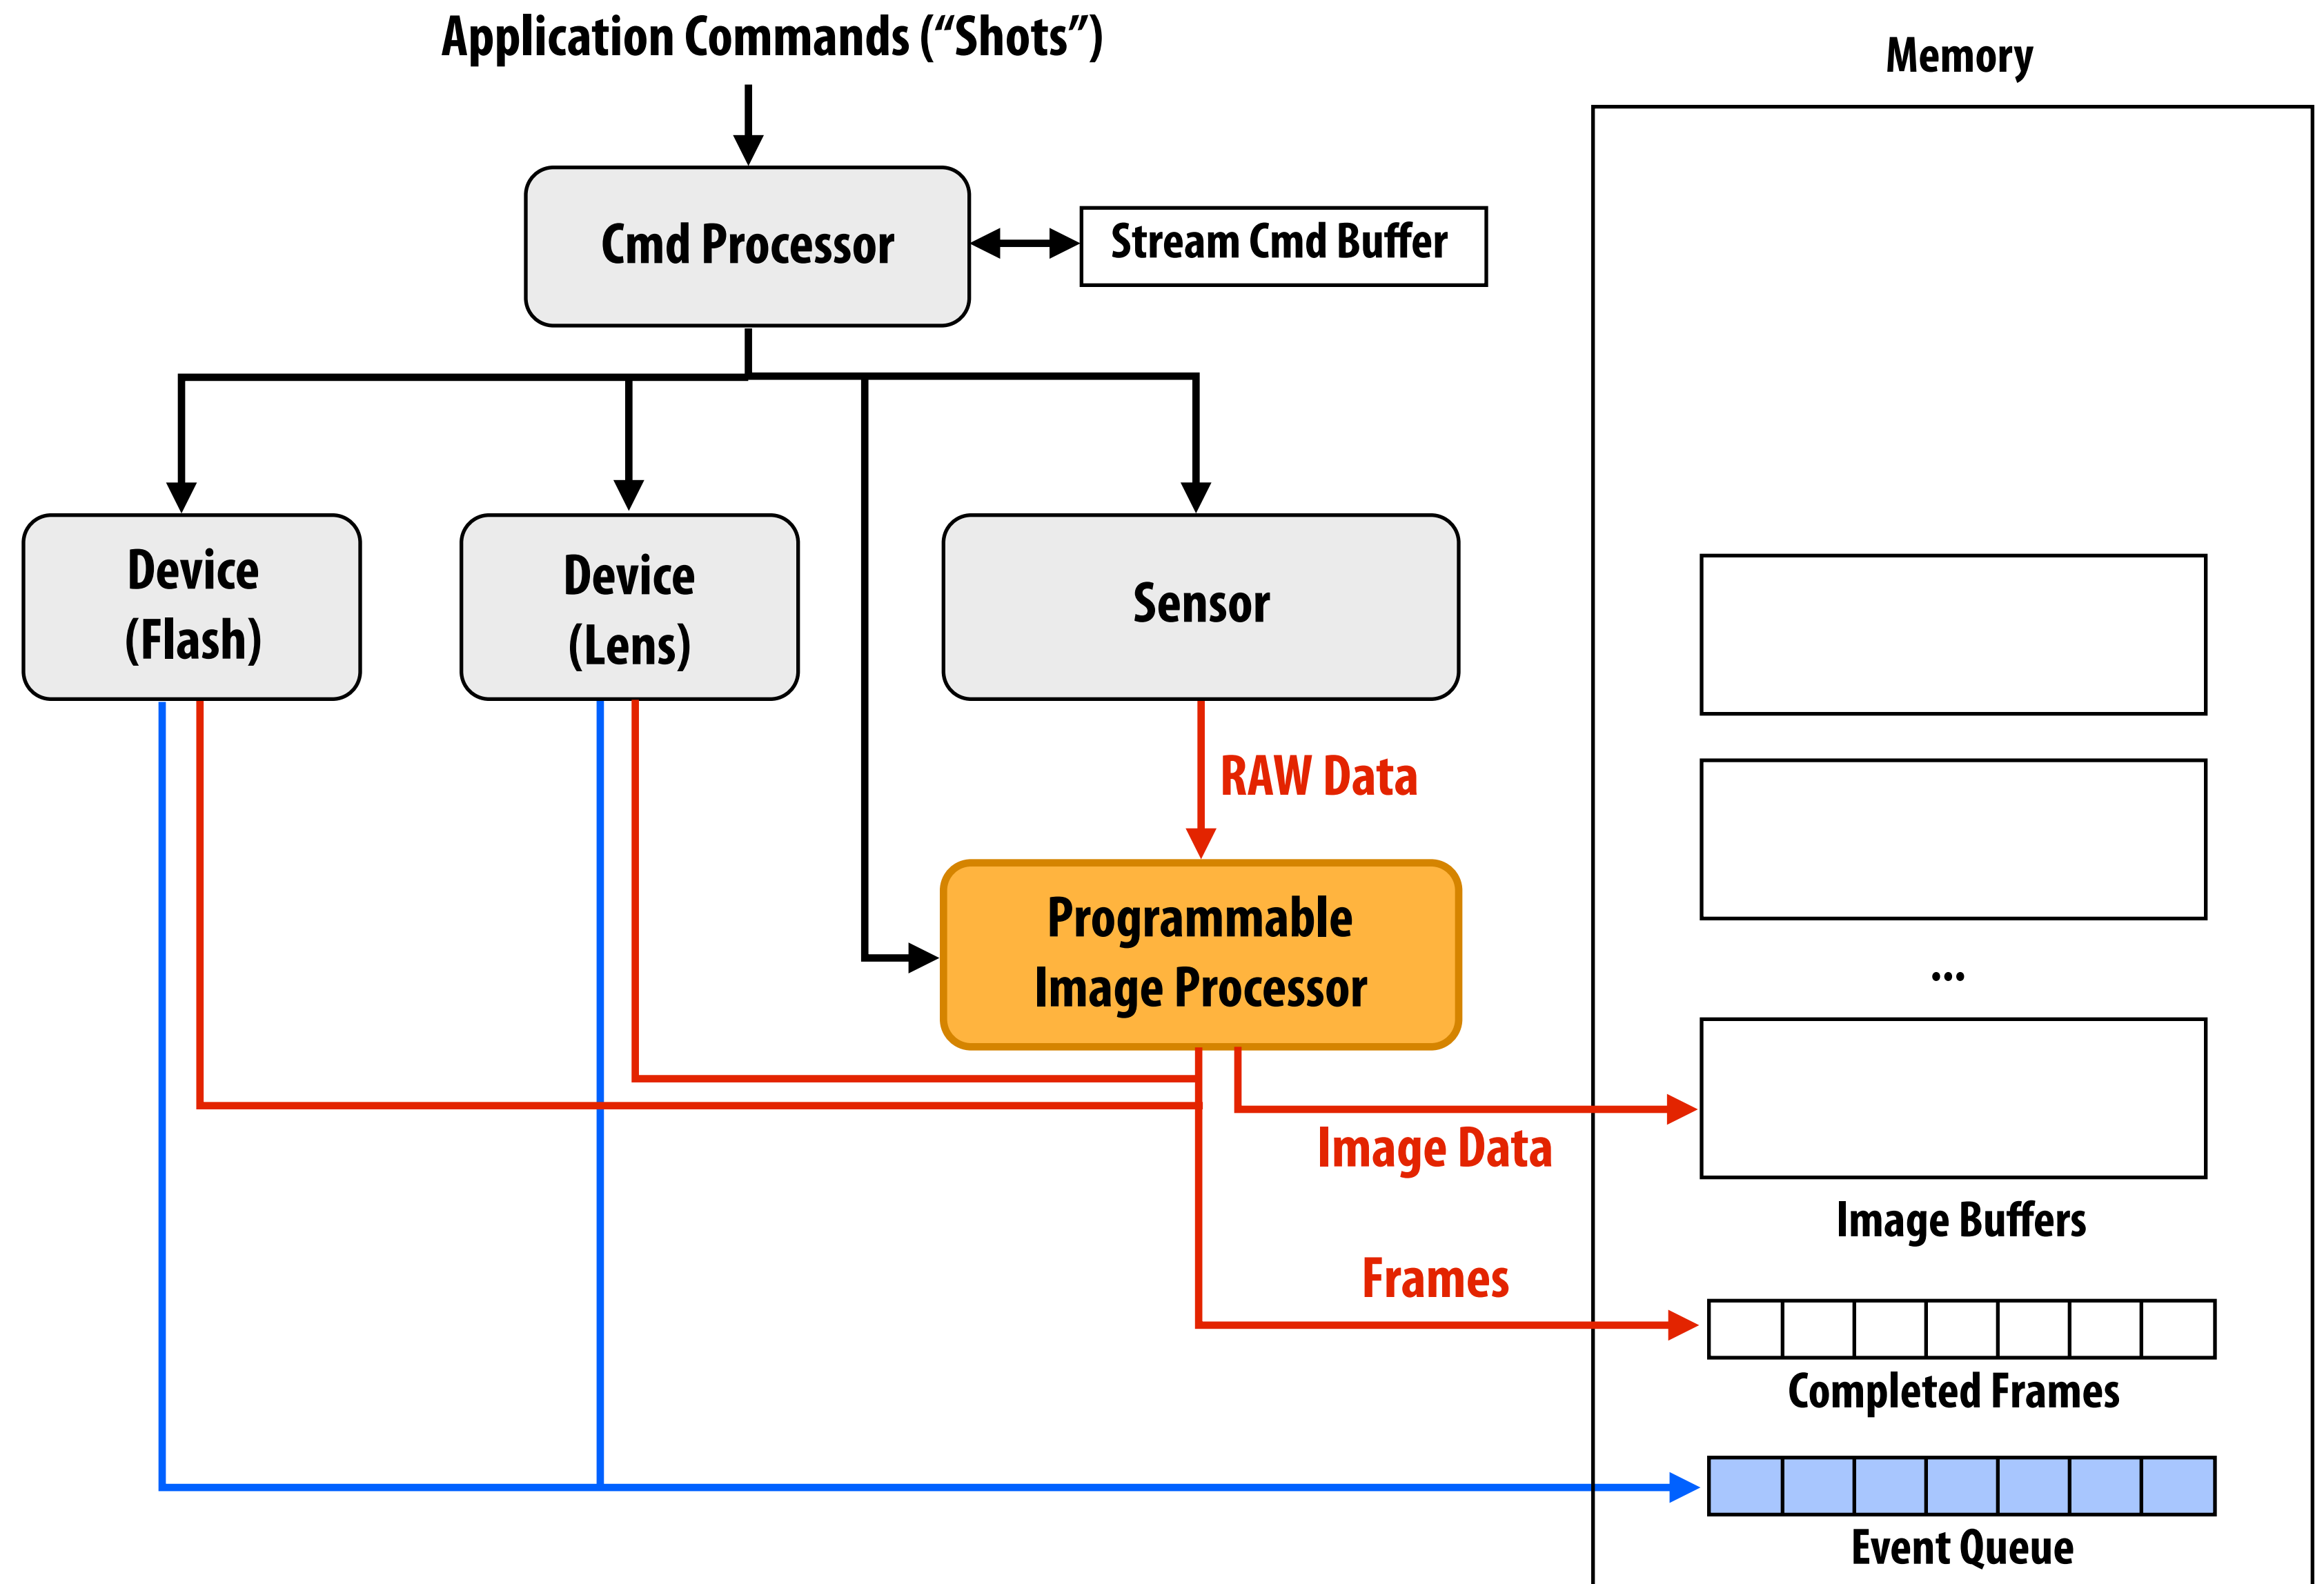 Application Commands (“Shots”)
Memory
Cmd Processor
Stream Cmd Buffer
Device
(Flash)
Device
(Lens)
Sensor
RAW Data
Programmable
Image Processor
...
Image Data
Image Buffers
Frames
Completed Frames
Event Queue